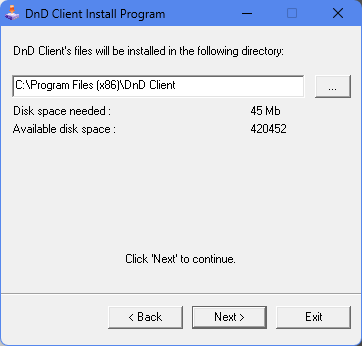 DnD Client Install Program
DnD Client's files will be installed in the following directory:
C:\Program Files (x86)\DnD Client
...
Disk space needed : 45 Mb
Available disk space : 420452
Click 'Next' to continue.
< Back Next > Exit